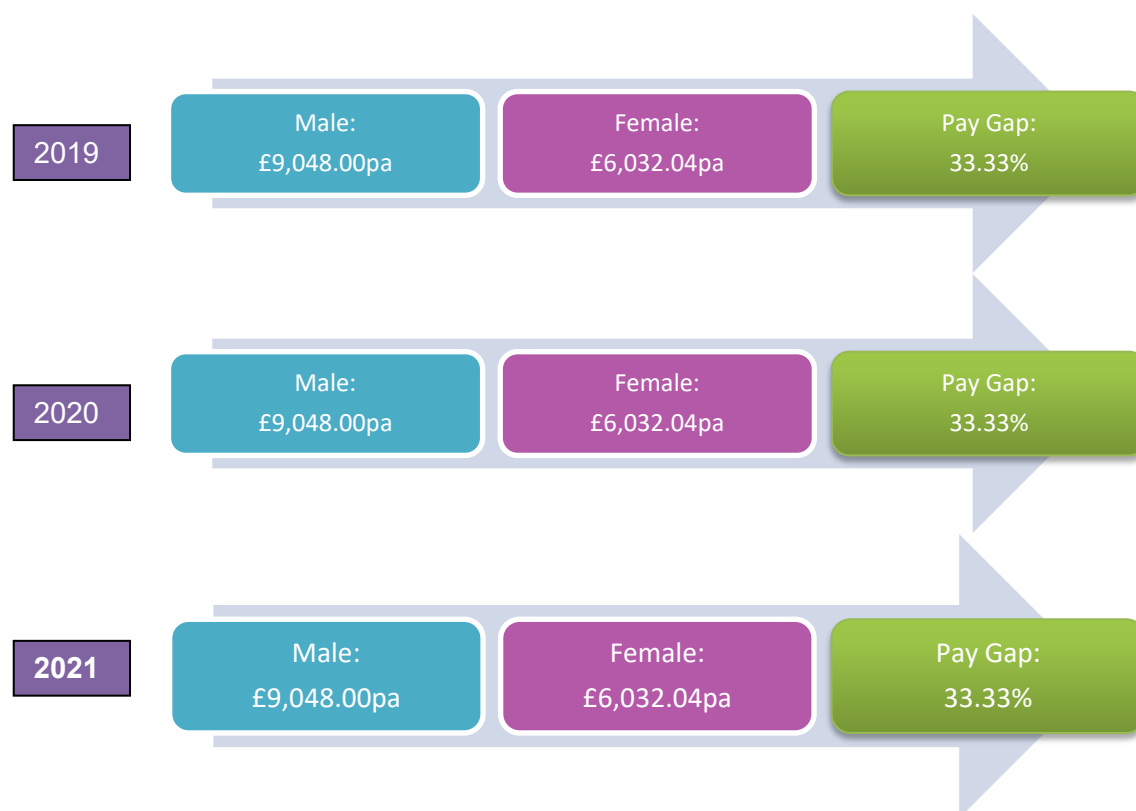 2019
Male:
£9,048.00pa
Female:
£6,032.04pa
Pay Gap:
33.33%
2020
Male:
£9,048.00pa
Female:
£6,032.04pa
Pay Gap:
33.33%
2021
Male:
£9,048.00pa
Female:
£6,032.04pa
Pay Gap:
33.33%